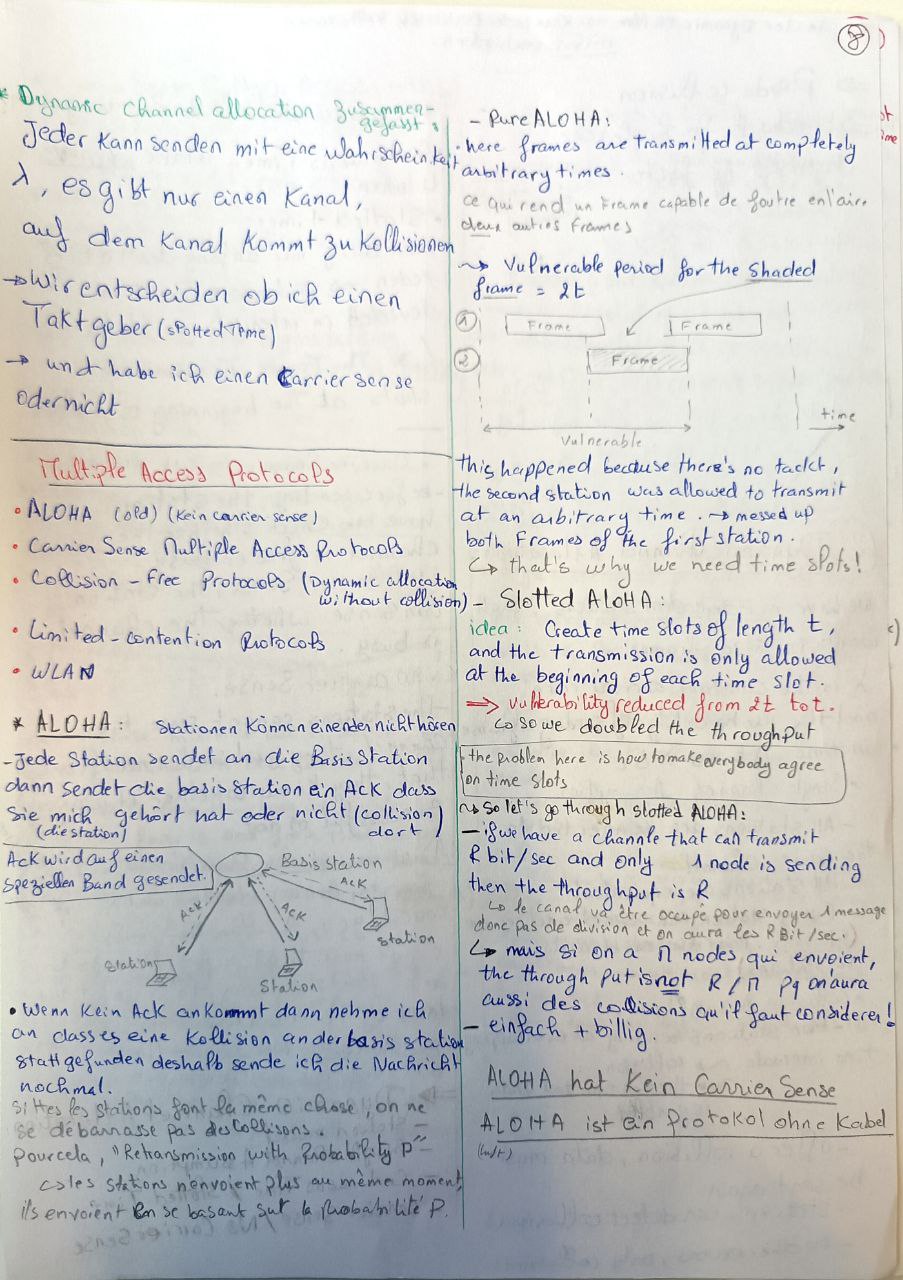 8
* Dynamic channel allocation zusammen-
gefasst:
Jeder kann senden mit eine Wahrscheinkeit
λ, es gibt nur einen Kanal,
auf dem Kanal kommt zu Kollisionen
→ Wir entscheiden ob ich einen
Taktgeber (spotted Time)
→ und habe ich einen Carrier sense
oder nicht
Multiple Access Protocols
• ALOHA (old) (kein carrier sense)
• Carrier Sense Multiple Access Protocols
• Collision-free Protocols (Dynamic allocation
without collision)
• Limited-contention Protocols
• WLAN
* ALOHA: Stationen können einender nicht hören
- Jede Station sendet an die Basis Station
dann sendet die basis station ein Ack dass
Sie mich gehört hat oder nicht (collision
(die station) dort)
Ack wird auf einen
speziellen Band gesendet.
Basis station
Ack
Ack
Ack
Station
Station
Station
• Wenn kein Ack ankommt dann nehme ich
an dass es eine Kollision an der basis station
stattgefunden deshalb sende ich die Nachricht
nochmal.
Si ttes les stations font la même chose, on ne
se débarrasse pas des collisons.
Pour cela, "Retransmission with Probability P"
↪ les stations n'envoient plus au même moment,
ils envoient en se basant sur la probabilité P.
- Pure ALOHA:
• here frames are transmitted at completely
arbitrary times.
ce qui rend un Frame capable de foutre en l'air
deux autres Frames
⇝ Vulnerable period for the shaded
frame = 2t
1 Frame Frame
2 Frame
time
Vulnerable
this happened because there's no tackt,
the second station was allowed to transmit
at an arbitrary time. → messed up
both Frames of the first station.
↪ that's why we need time slots!
- Slotted ALOHA:
idea: Create time slots of length t,
and the transmission is only allowed
at the beginning of each time slot.
⇒ vulnerability reduced from 2t to t.
↪ so we doubled the throughput
the problem here is how to make everybody agree
on time slots
⇝ So let's go through slotted ALOHA:
- if we have a channle that can transmit
R bit/sec and only 1 node is sending
then the throughput is R
↪ le canal va être occupé pour envoyer 1 message
donc pas de division et on aura les R Bit/sec.)
↪ mais si on a n nodes qui envoient,
the through put is not R/n pq on aura
aussi des collisions qu'il faut considerer!
- einfach + billig.
ALOHA hat kein Carrier Sense
ALOHA ist ein Protokol ohne Kabel